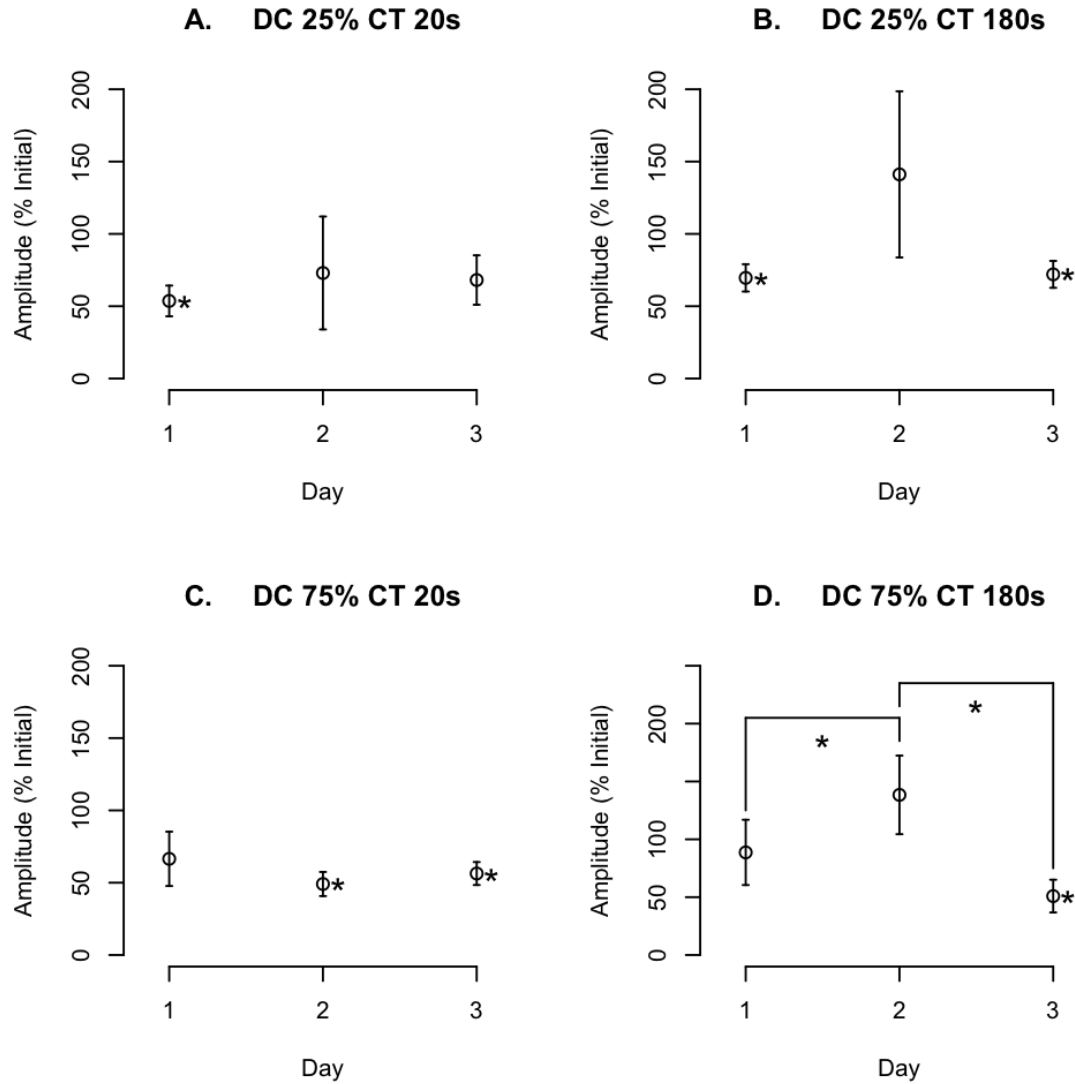 A. DC 25% CT 20s
Amplitude (% Initial)
200
150
100
50
0
*
1 2 3
Day
B. DC 25% CT 180s
Amplitude (% Initial)
200
150
100
50
0
* *
1 2 3
Day
C. DC 75% CT 20s
Amplitude (% Initial)
200
150
100
50
0
* *
1 2 3
Day
D. DC 75% CT 180s
Amplitude (% Initial)
200
100
50
0
*
*
*
1 2 3
Day